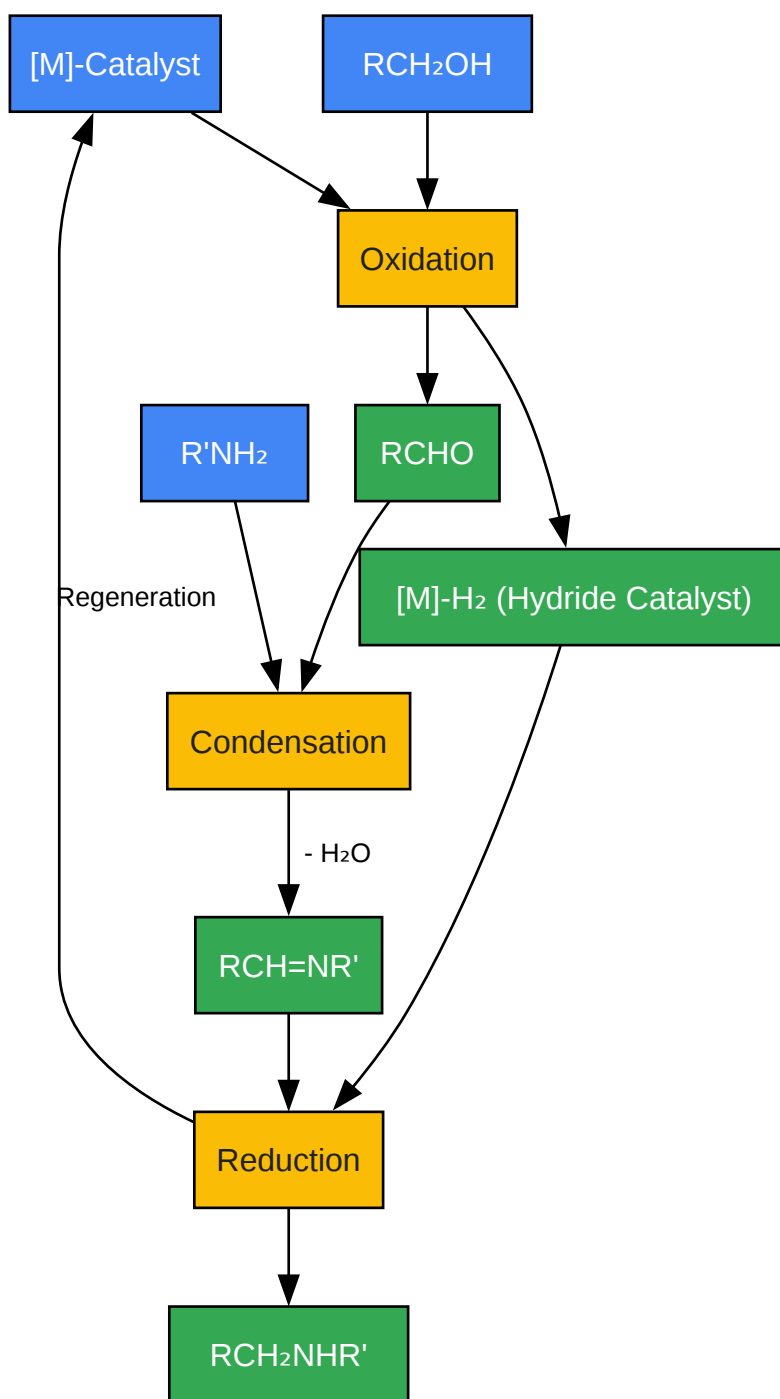 [M]-Catalyst
RCH₂OH
Oxidation
R'NH₂
RCHO
[M]-H₂ (Hydride Catalyst)
Regeneration
Condensation
- H₂O
RCH=NR'
Reduction
RCH₂NHR'